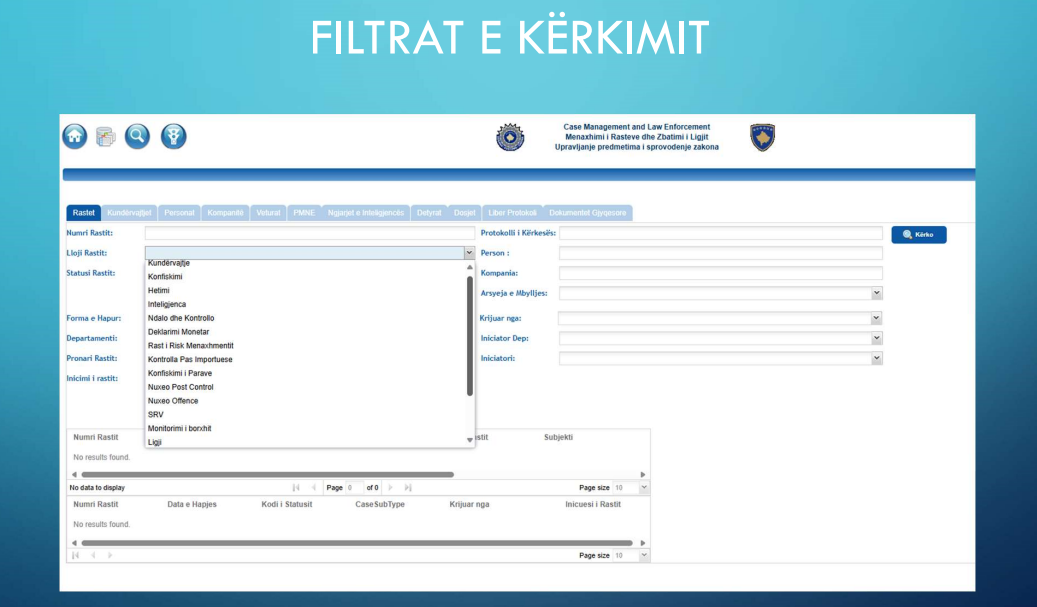 FILTRAT E KËRKIMIT
Case Management and Law Enforcement
Menaxhimi i Rasteve dhe Zbatimi i Ligjit
Upravljanje predmetima i sprovodenje zakona
Rastet Kundërvajtjet Personat Kompanitë Veturat PMNE Ngjarjet e Inteligjencës Detyrat Dosjet Liber Protokoli Dokumentet Gjyqesore
Numri Rastit: Protokolli i Kërkesës: Kërko
Lloji Rastit: Person :
Kundërvajtje
Statusi Rastit: Konfiskimi Kompania:
Hetimi Arsyeja e Mbylljes:
Inteligjenca
Forma e Hapur: Ndalo dhe Kontrollo Krijuar nga:
Deklarimi Monetar
Departamenti: Rast i Risk Menaxhmentit Iniciator Dep:
Pronari Rastit: Kontrolla Pas Importuese Iniciatori:
Konfiskimi i Parave
Inicimi i rastit: Nuxeo Post Control
Nuxeo Offence
SRV
Monitorimi i borxhit
Ligji
Numri Rastit stit Subjekti
No results found.
No data to display Page 0 of 0 Page size 10
Numri Rastit Data e Hapjes Kodi i Statusit CaseSubType Krijuar nga Inicuesi i Rastit
No results found.
Page size 10